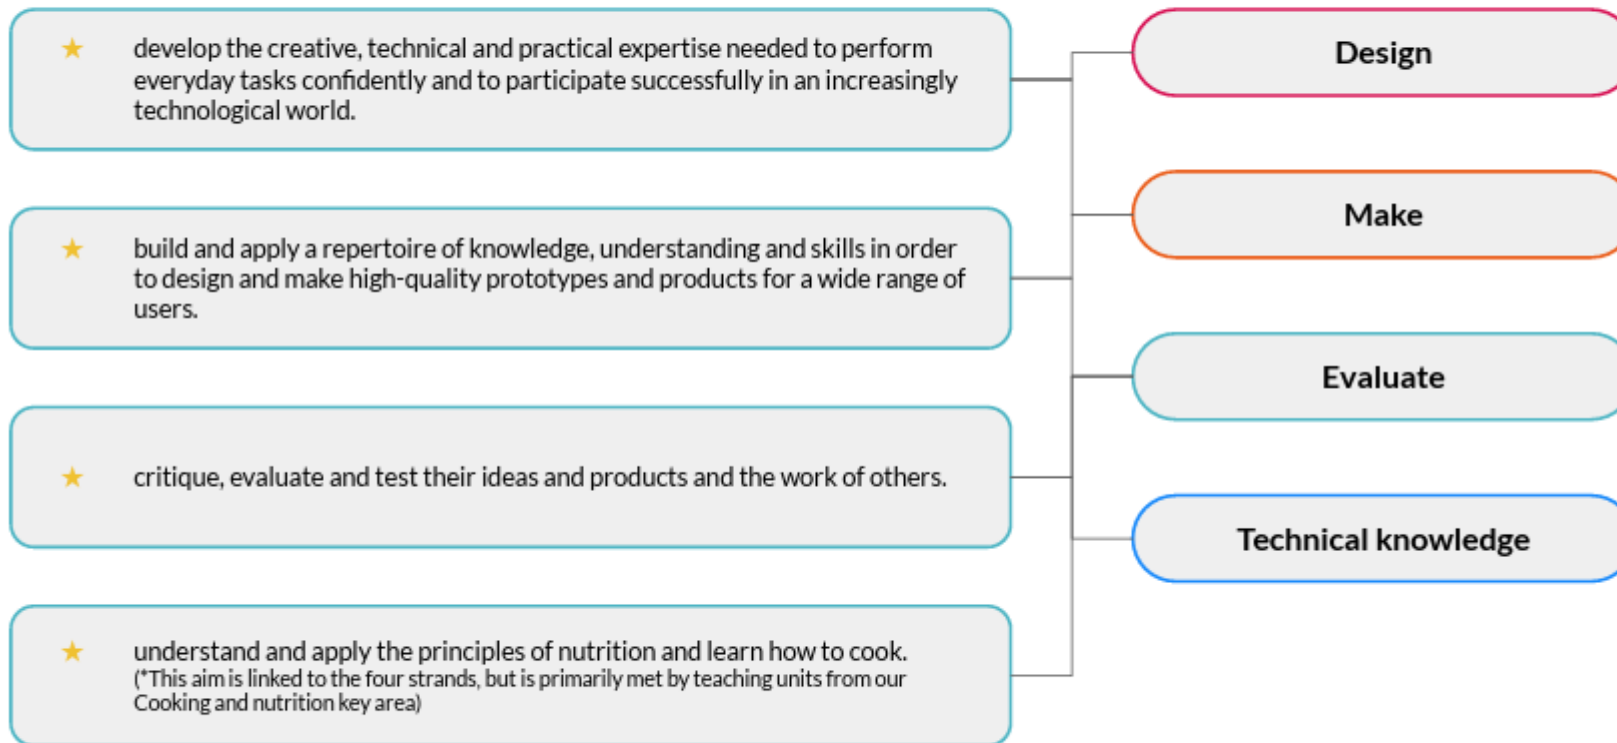 develop the creative, technical and practical expertise needed to perform
everyday tasks confidently and to participate successfully in an increasingly
technological world.
build and apply a repertoire of knowledge, understanding and skills in order
to design and make high-quality prototypes and products for a wide range of
users.
critique, evaluate and test their ideas and products and the work of others.
understand and apply the principles of nutrition and learn how to cook.
(*This aim is linked to the four strands, but is primarily met by teaching units from our
Cooking and nutrition key area)
Design
Make
Evaluate
Technical knowledge